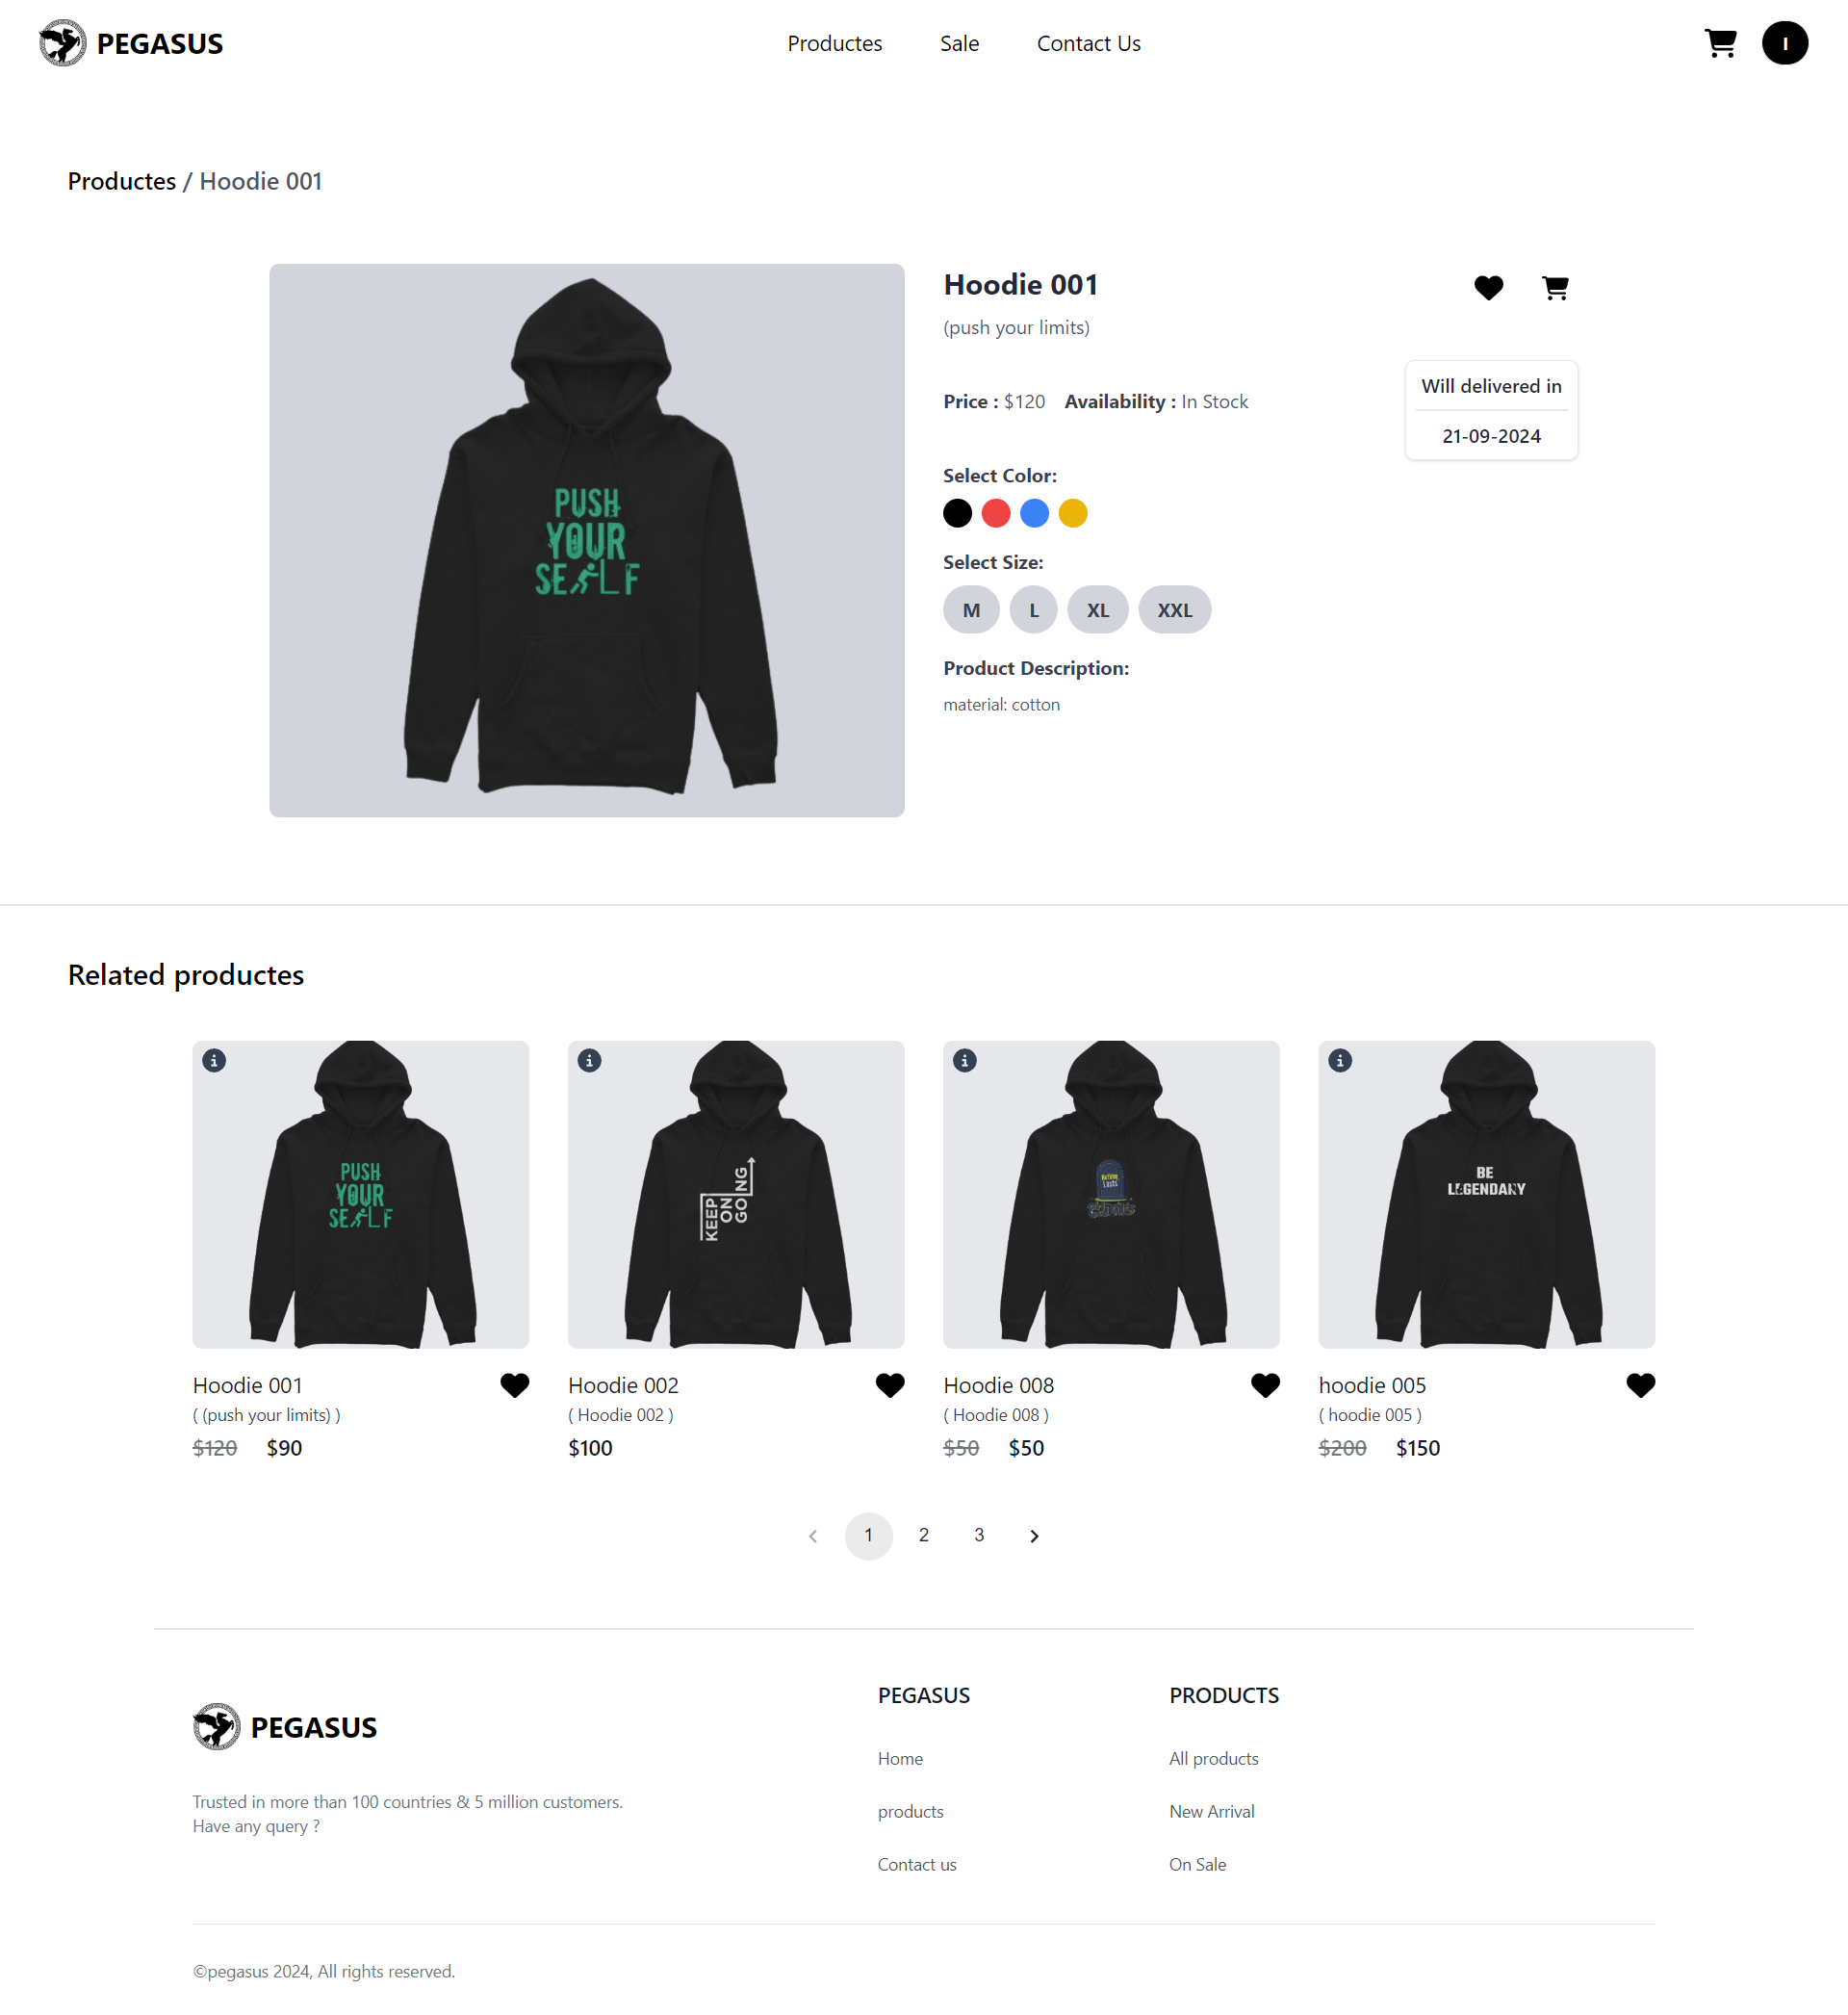 PEGASUS
Productes
Sale
Contact Us
I
Productes / Hoodie 001
PUSH
YOUR
SELF
Hoodie 001
(push your limits)
Price : $120 Availability : In Stock
Will delivered in
21-09-2024
Select Color:
Select Size:
M
L
XL
XXL
Product Description:
material: cotton
Related productes
PUSH
YOUR
SELF
KEEP
ON
GOING
Nothing
Lasts
BE
LEGENDARY
Hoodie 001
( (push your limits) )
$120 $90
Hoodie 002
( Hoodie 002 )
$100
Hoodie 008
( Hoodie 008 )
$50 $50
hoodie 005
( hoodie 005 )
$200 $150
1 2 3
PEGASUS
Trusted in more than 100 countries & 5 million customers.
Have any query ?
PEGASUS
Home
products
Contact us
PRODUCTS
All products
New Arrival
On Sale
©pegasus 2024, All rights reserved.